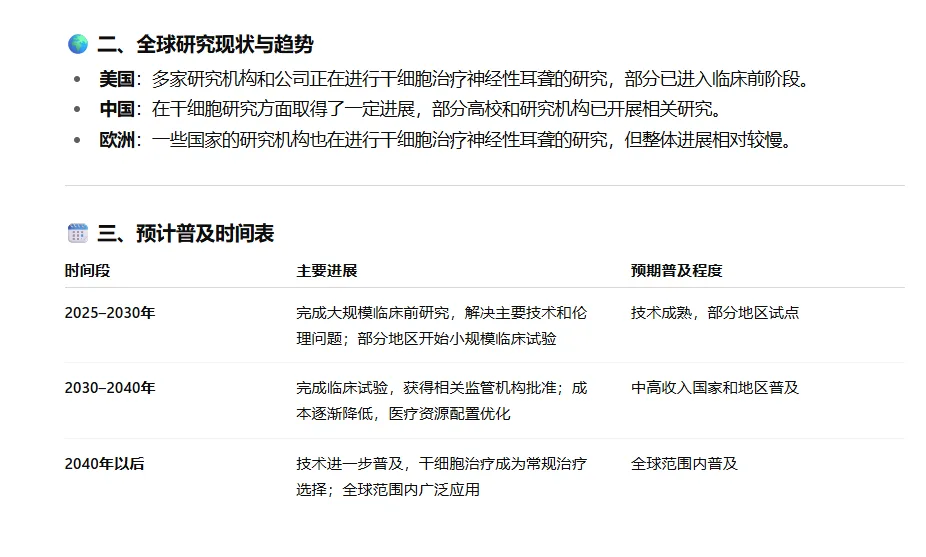 二、全球研究现状与趋势
美国：多家研究机构和公司正在进行干细胞治疗神经性耳聋的研究，部分已进入临床前阶段。
中国：在干细胞研究方面取得了一定进展，部分高校和研究机构已开展相关研究。
欧洲：一些国家的研究机构也在进行干细胞治疗神经性耳聋的研究，但整体进展相对较慢。
三、预计普及时间表
时间段 主要进展 预期普及程度
2025–2030年 完成大规模临床前研究，解决主要技术和伦 技术成熟，部分地区试点
理问题；部分地区开始小规模临床试验
2030–2040年 完成临床试验，获得相关监管机构批准；成 中高收入国家和地区普及
本逐渐降低，医疗资源配置优化
2040年以后 技术进一步普及，干细胞治疗成为常规治疗 全球范围内普及
选择；全球范围内广泛应用